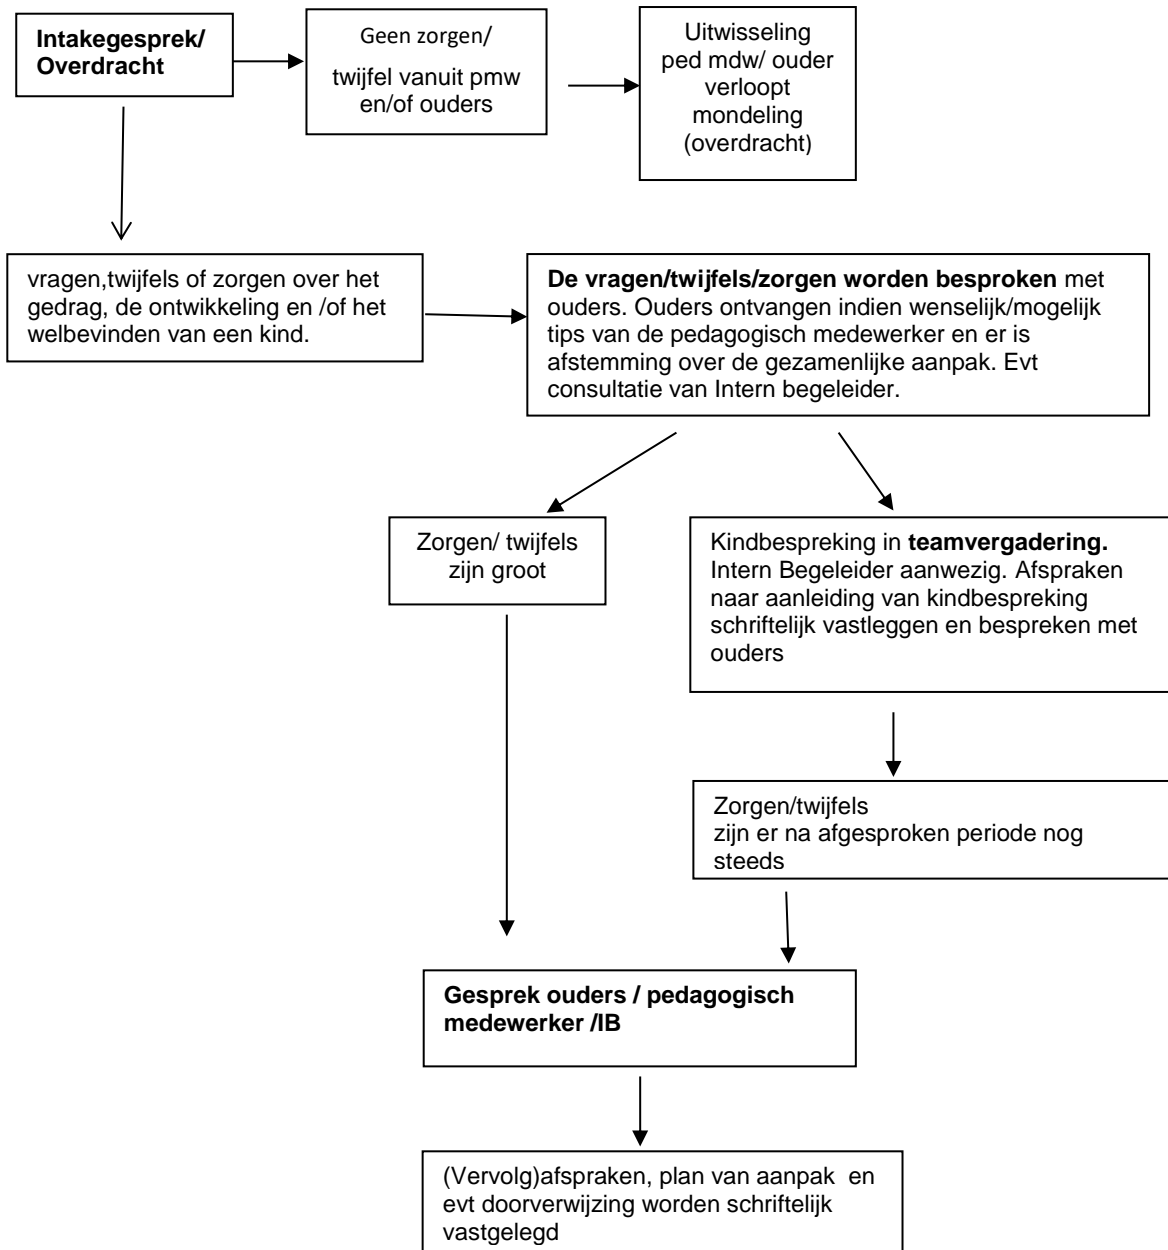 Intakegesprek/
Overdracht
Geen zorgen/
twijfel vanuit pmw
en/of ouders
Uitwisseling
ped mdw/ ouder
verloopt
mondeling
(overdracht)
vragen,twijfels of zorgen over het
gedrag, de ontwikkeling en /of het
welbevinden van een kind.
De vragen/twijfels/zorgen worden besproken met
ouders. Ouders ontvangen indien wenselijk/mogelijk
tips van de pedagogisch medewerker en er is
afstemming over de gezamenlijke aanpak. Evt
consultatie van Intern begeleider.
Zorgen/ twijfels
zijn groot
Kindbespreking in teamvergadering.
Intern Begeleider aanwezig. Afspraken
naar aanleiding van kindbespreking
schriftelijk vastleggen en bespreken met
ouders
Zorgen/twijfels
zijn er na afgesproken periode nog
steeds
Gesprek ouders / pedagogisch
medewerker /IB
(Vervolg)afspraken, plan van aanpak  en
evt doorverwijzing worden schriftelijk
vastgelegd